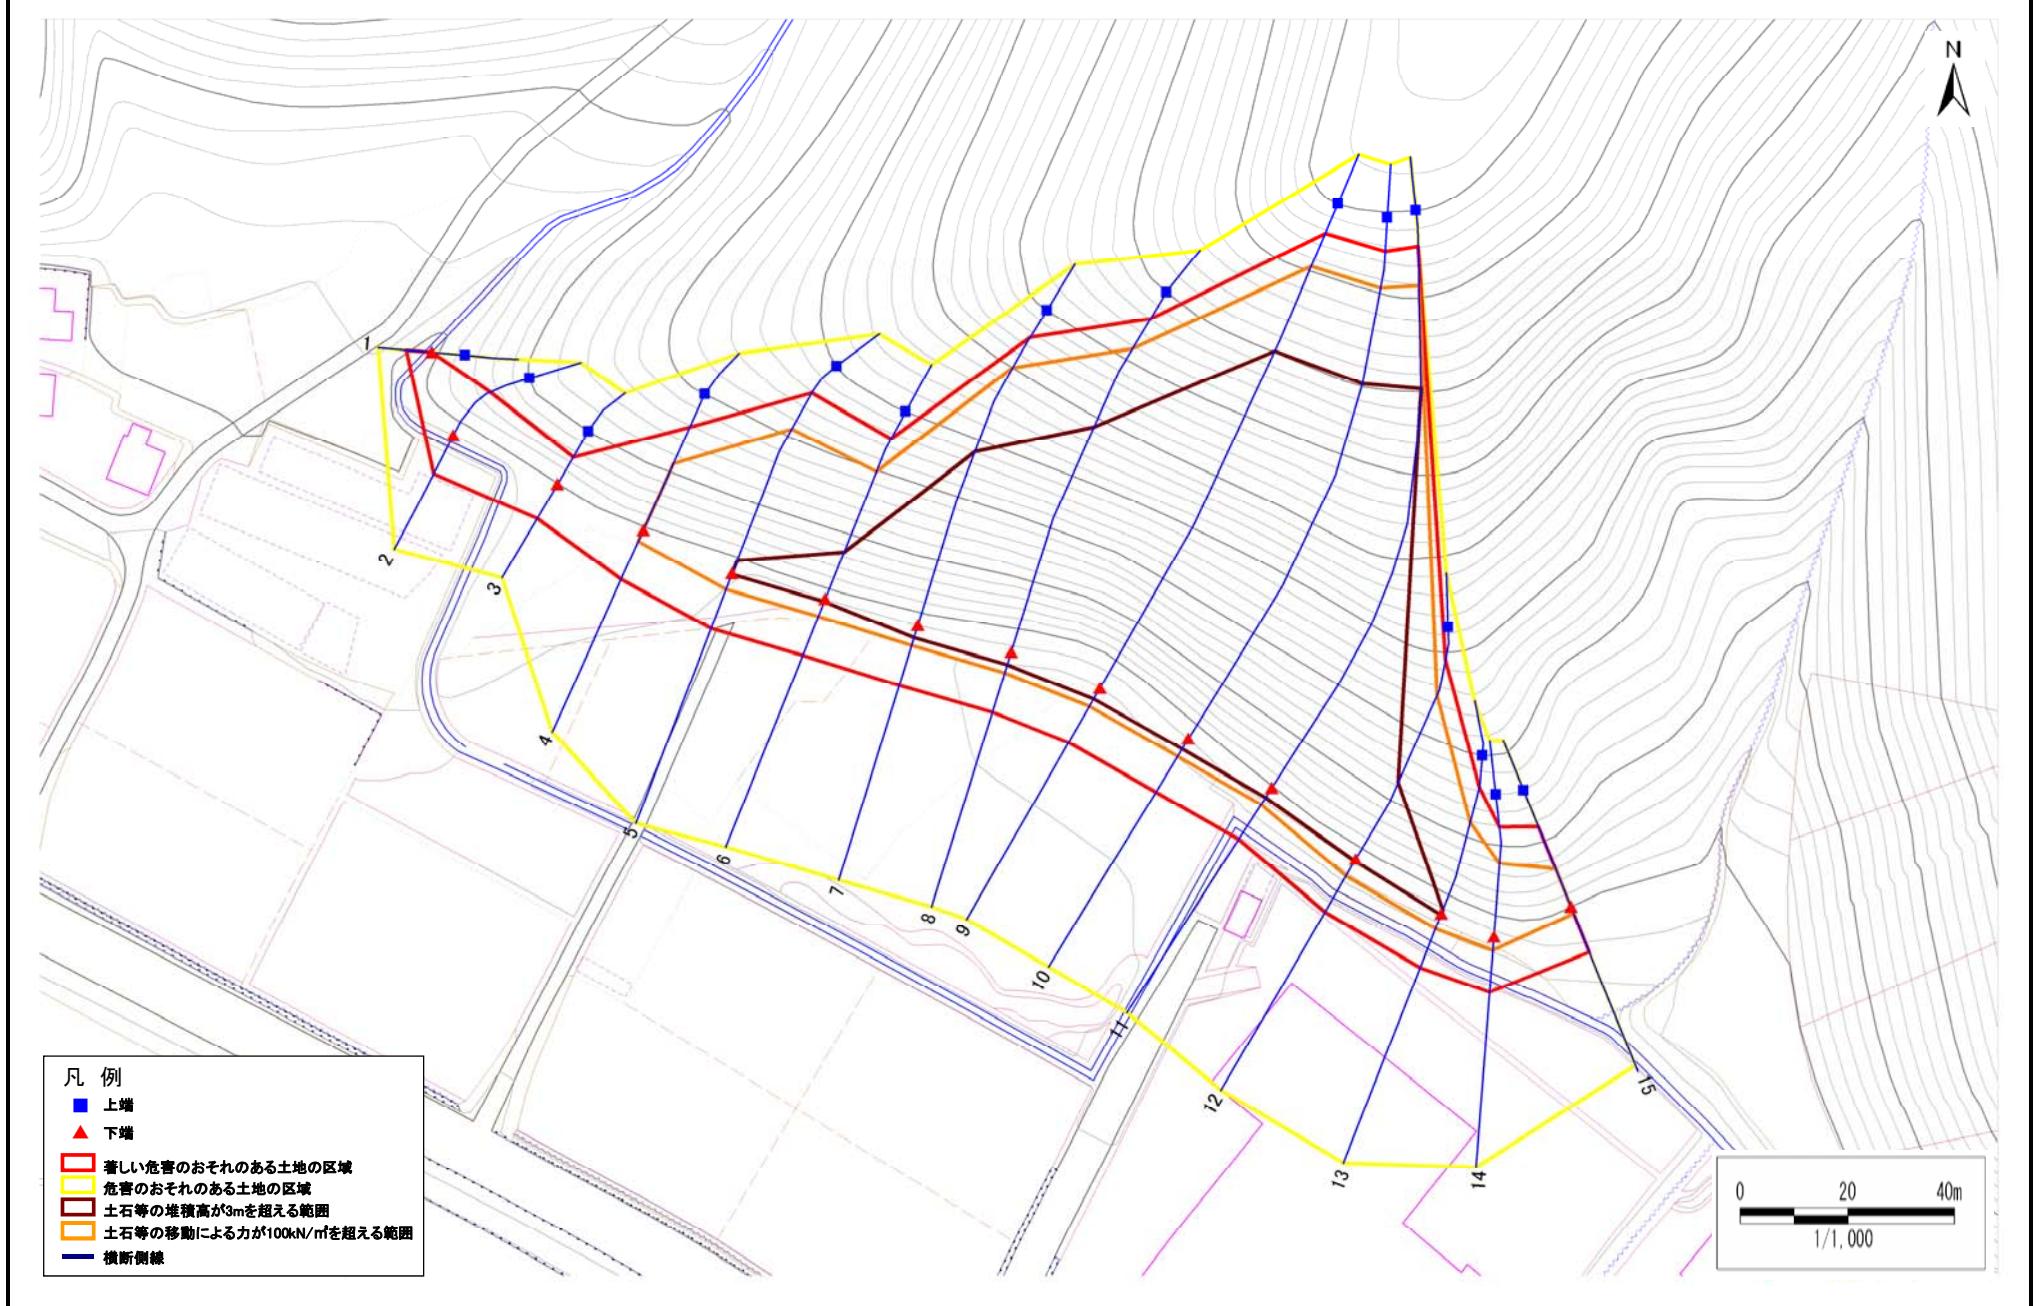 N
1
2
3
4
5
6
7
8
9
10
11
12
13
14
15
凡 例
上端
下端
著しい危害のおそれのある土地の区域
危害のおそれのある土地の区域
土石等の堆積高が3mを超える範囲
土石等の移動による力が100kN/㎡を超える範囲
横断側線
0 20 40m
1/1,000